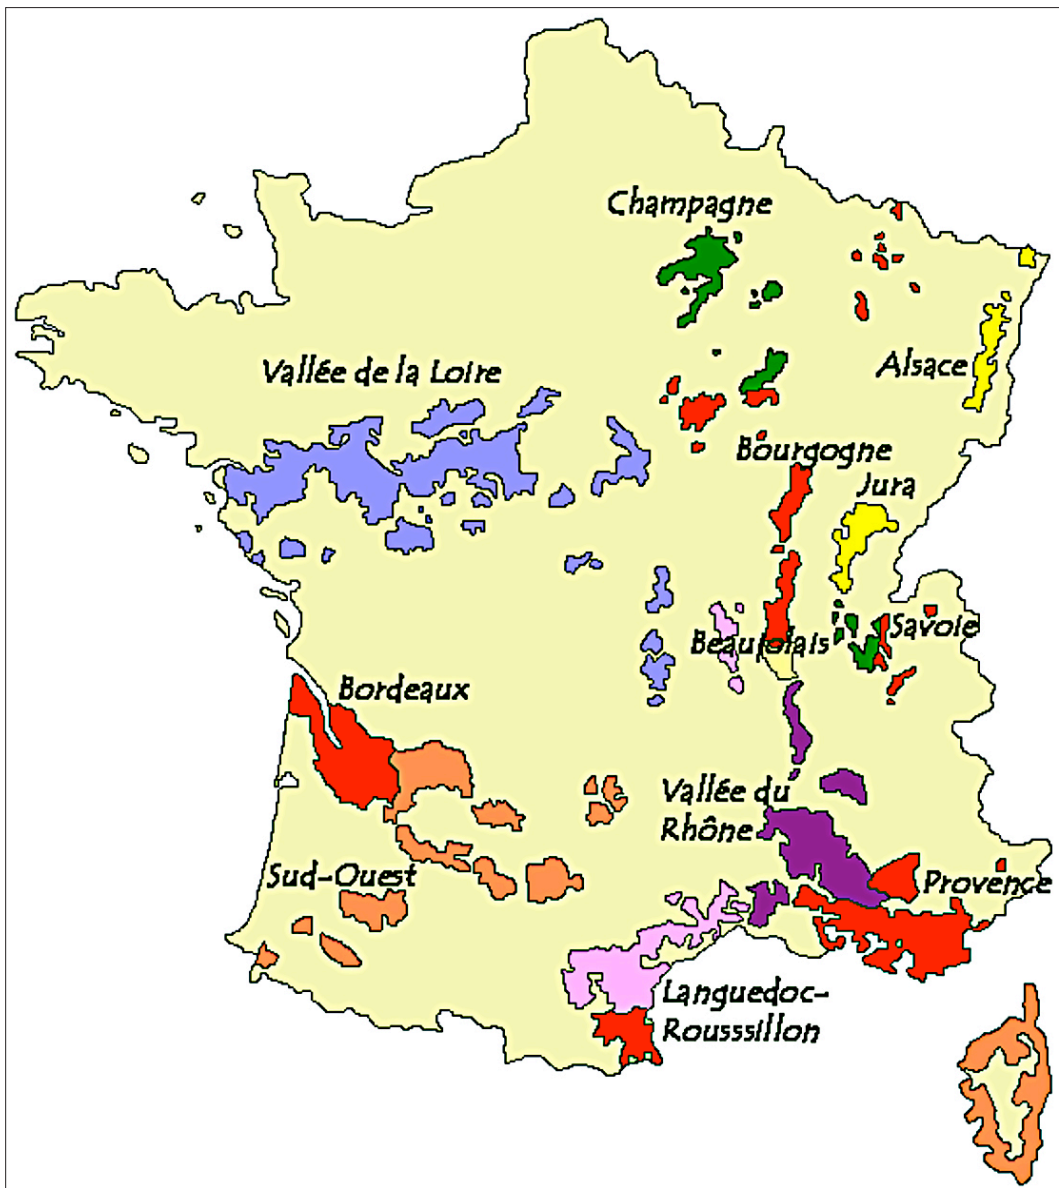 Champagne
Vallée de la Loire
Alsace
Bourgogne
Jura
Beaujolais
Savoie
Bordeaux
Vallée du
Rhône
Sud-Ouest
Provence
Languedoc-
Rousssillon